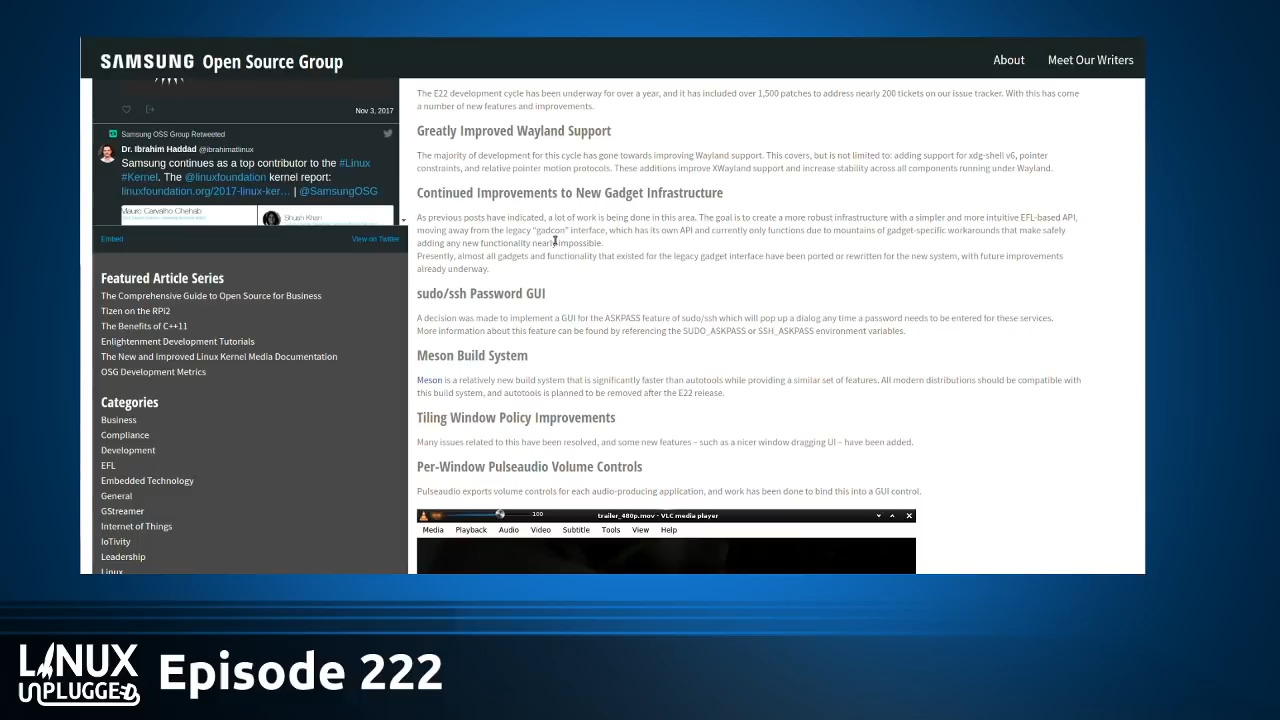 SAMSUNG Open Source Group
About
Meet Our Writers
Nov 3, 2017
Samsung OSS Group Retweeted
Dr. Ibrahim Haddad @ibrahimatlinux
Samsung continues as a top contributor to the #Linux
#Kernel. The @linuxfoundation kernel report:
linuxfoundation.org/2017-linux-ker… | @SamsungOSG
Mauro Carvalho Chehab
Shuah Khan
Embed
View on Twitter
Featured Article Series
The Comprehensive Guide to Open Source for Business
Tizen on the RPi2
The Benefits of C++11
Enlightenment Development Tutorials
The New and Improved Linux Kernel Media Documentation
OSG Development Metrics
Categories
Business
Compliance
Development
EFL
Embedded Technology
General
GStreamer
Internet of Things
IoTivity
Leadership
Linux
The E22 development cycle has been underway for over a year, and it has included over 1,500 patches to address nearly 200 tickets on our issue tracker. With this has come
a number of new features and improvements.
Greatly Improved Wayland Support
The majority of development for this cycle has gone towards improving Wayland support. This covers, but is not limited to: adding support for xdg-shell v6, pointer
constraints, and relative pointer motion protocols. These additions improve XWayland support and increase stability across all components running under Wayland.
Continued Improvements to New Gadget Infrastructure
As previous posts have indicated, a lot of work is being done in this area. The goal is to create a more robust infrastructure with a simpler and more intuitive EFL-based API,
moving away from the legacy “gadcon” interface, which has its own API and currently only functions due to mountains of gadget-specific workarounds that make safely
adding any new functionality nearly impossible.
Presently, almost all gadgets and functionality that existed for the legacy gadget interface have been ported or rewritten for the new system, with future improvements
already underway.
sudo/ssh Password GUI
A decision was made to implement a GUI for the ASKPASS feature of sudo/ssh which will pop up a dialog any time a password needs to be entered for these services.
More information about this feature can be found by referencing the SUDO_ASKPASS or SSH_ASKPASS environment variables.
Meson Build System
Meson is a relatively new build system that is significantly faster than autotools while providing a similar set of features. All modern distributions should be compatible with
this build system, and autotools is planned to be removed after the E22 release.
Tiling Window Policy Improvements
Many issues related to this have been resolved, and some new features – such as a nicer window dragging UI – have been added.
Per-Window Pulseaudio Volume Controls
Pulseaudio exports volume controls for each audio-producing application, and work has been done to bind this into a GUI control.
100
trailer_480p.mov - VLC media player
Media Playback Audio Video Subtitle Tools View Help
LINUX
UNPLUGGED
Episode 222